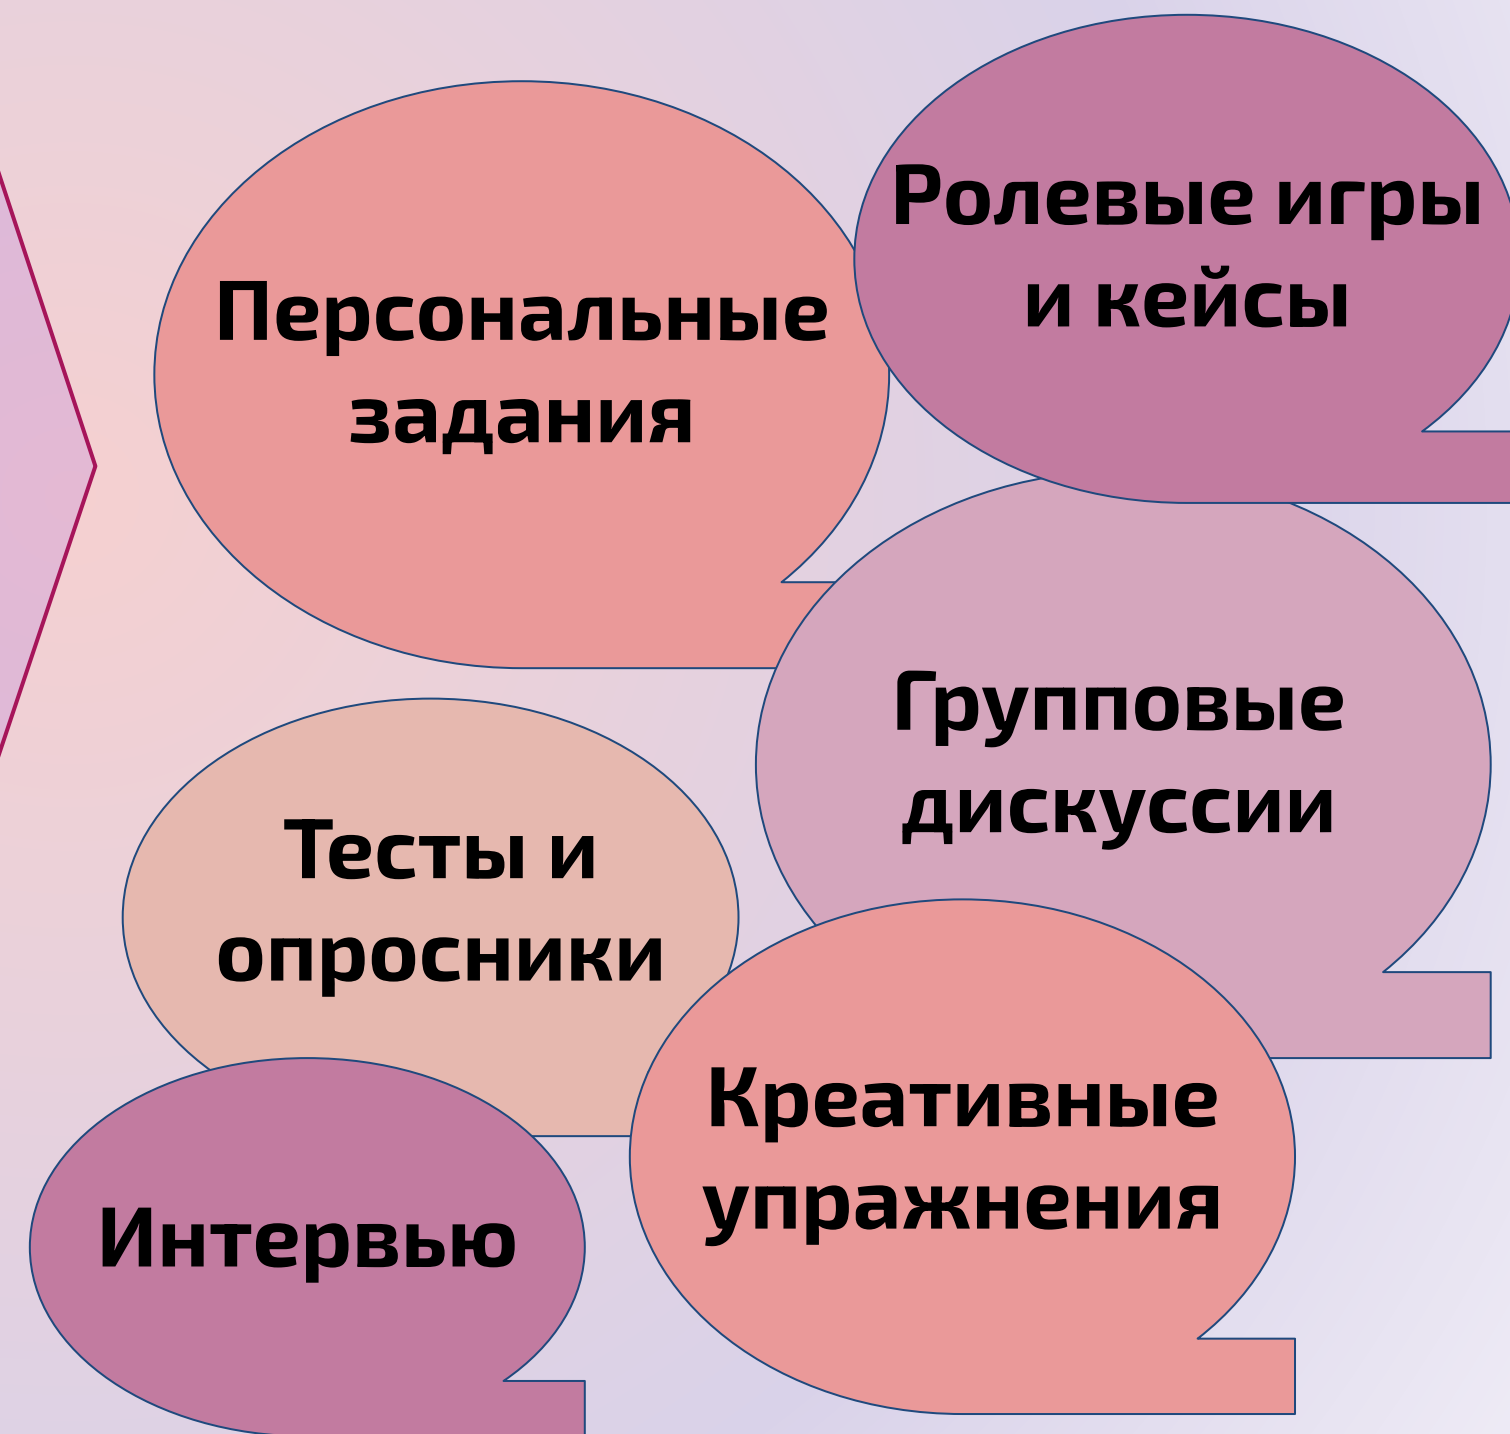 Персональные
задания
Ролевые игры
и кейсы
Групповые
дискуссии
Тесты и
опросники
Креативные
упражнения
Интервью